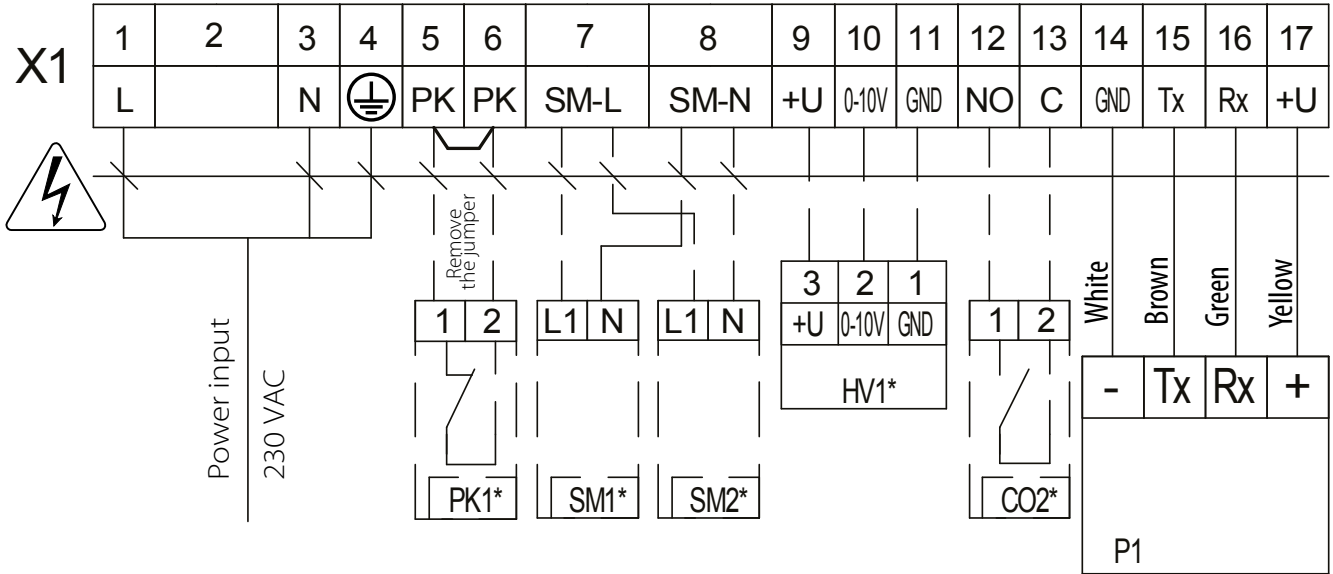 X1
1 2 3 4 5 6 7 8 9 10 11 12 13 14 15 16 17
L N PK PK SM-L SM-N +U 0-10V GND NO C GND Tx Rx +U
Remove
the jumper
Power input
230 VAC
White
Brown
Green
Yellow
1 2
L1 N
L1 N
3 2 1
+U 0-10V GND
HV1*
1 2
- Tx Rx +
PK1*
SM1*
SM2*
CO2*
P1